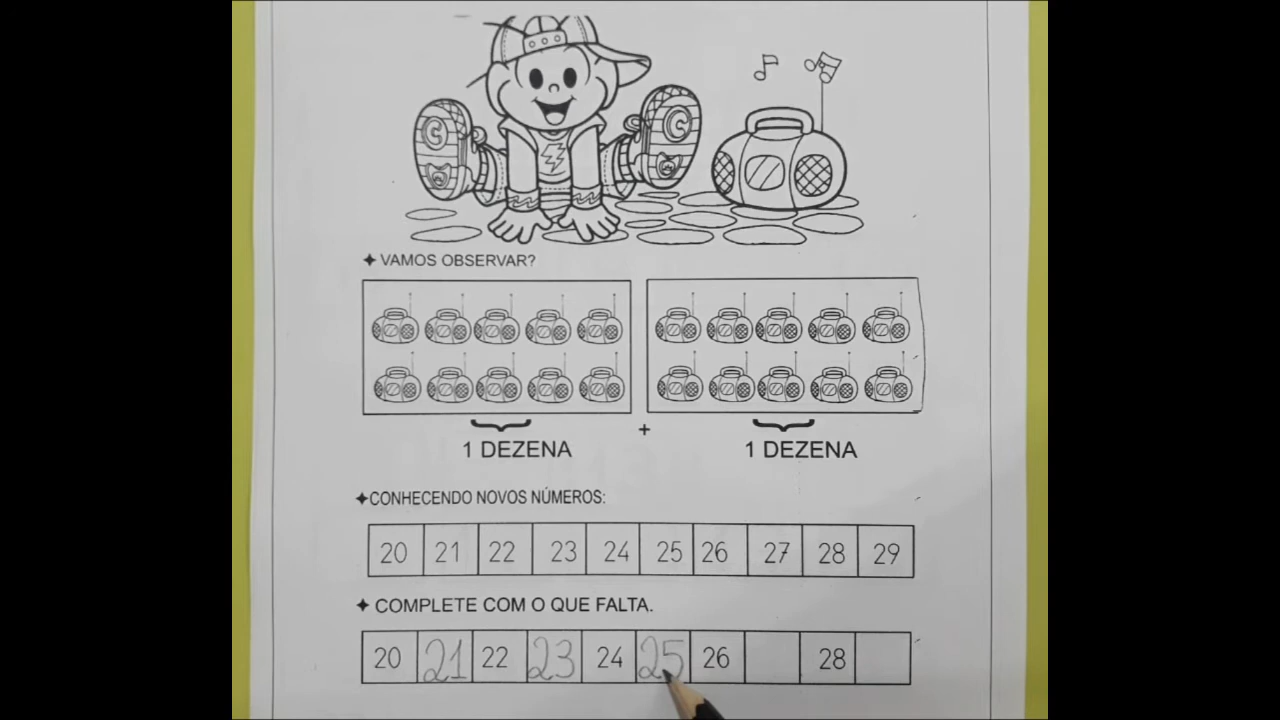 C C
VAMOS OBSERVAR?
1 DEZENA + 1 DEZENA
CONHECENDO NOVOS NÚMEROS:
20 21 22 23 24 25 26 27 28 29
COMPLETE COM O QUE FALTA.
20 21 22 23 24 25 26 28